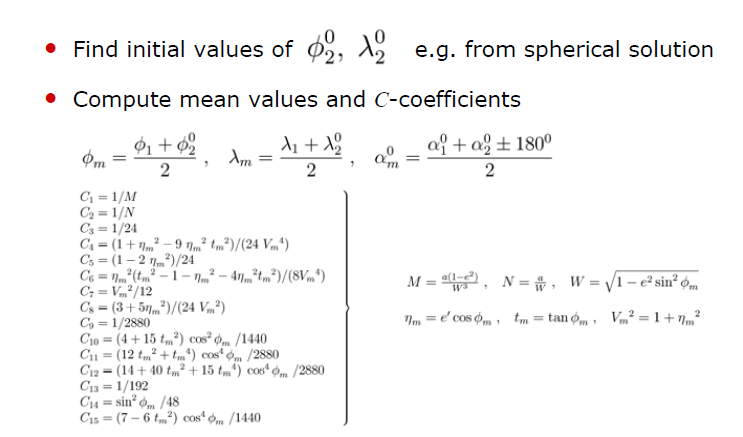 • Find initial values of ϕ₂⁰, λ₂⁰ e.g. from spherical solution
• Compute mean values and C-coefficients
ϕₘ = (ϕ₁ + ϕ₂⁰)/2 , λₘ = (λ₁ + λ₂⁰)/2 , αₘ⁰ = (α₁⁰ + α₂⁰ ± 180⁰)/2
C₁ = 1/M
C₂ = 1/N
C₃ = 1/24
C₄ = (1 + ηₘ² – 9 ηₘ² tₘ²)/(24 Vₘ⁴)
C₅ = (1 – 2 ηₘ²)/24
C₆ = ηₘ²(tₘ² – 1 – ηₘ² – 4ηₘ²tₘ²)/(8Vₘ⁴)
C₇ = Vₘ²/12
C₈ = (3 + 5ηₘ²)/(24 Vₘ²)
C₉ = 1/2880
C₁₀ = (4 + 15 tₘ²) cos² ϕₘ /1440
C₁₁ = (12 tₘ² + tₘ⁴) cos⁴ ϕₘ /2880
C₁₂ = (14 + 40 tₘ² + 15 tₘ⁴) cos⁴ ϕₘ /2880
C₁₃ = 1/192
C₁₄ = sin² ϕₘ /48
C₁₅ = (7 – 6 tₘ²) cos⁴ ϕₘ /1440
M = a(1–e²)/W³ , N = a/W , W = √(1 – e² sin² ϕₘ)
ηₘ = e' cos ϕₘ , tₘ = tan ϕₘ , Vₘ² = 1 + ηₘ²